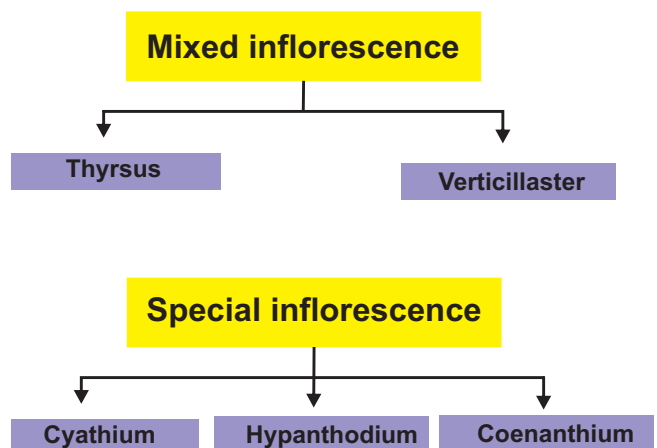 Mixed inflorescence
Thyrsus
Verticillaster
Special inflorescence
Cyathium
Hypanthodium
Coenanthium